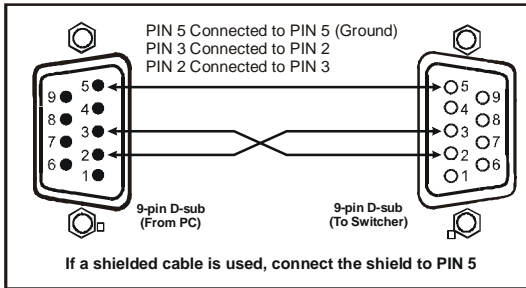 PIN 5 Connected to PIN 5 (Ground)
PIN 3 Connected to PIN 2
PIN 2 Connected to PIN 3
5
9
4
8
3
7
2
6
1
5
9
4
8
3
7
2
6
1
9-pin D-sub
(From PC)
9-pin D-sub
(To Switcher)
If a shielded cable is used, connect the shield to PIN 5